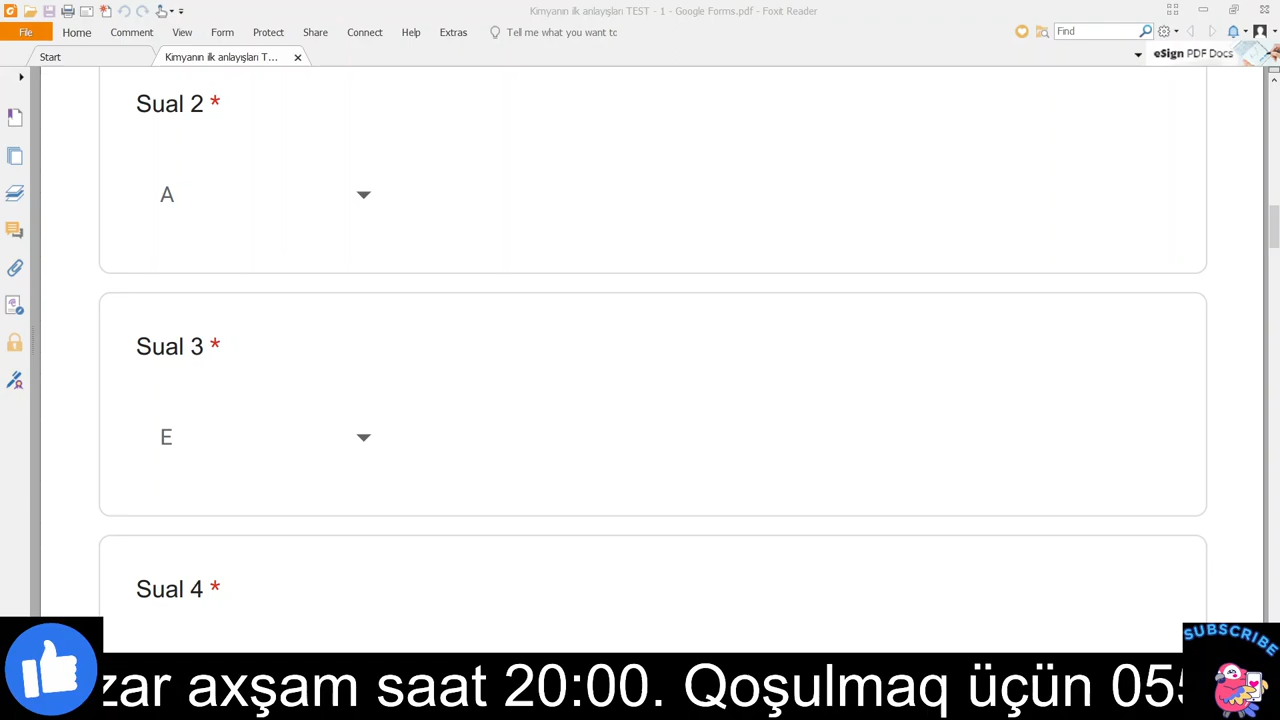 Kimyanın ilk anlayışları TEST - 1 - Google Forms.pdf - Foxit Reader
File Home Comment View Form Protect Share Connect Help Extras Tell me what you want tc Find
Start Kimyanın ilk anlayışları T... eSign PDF Docs
Sual 2 *
A
Sual 3 *
E
Sual 4 *
SUBSCRIBE
zar axşam saat 20:00. Qoşulmaq üçün 055